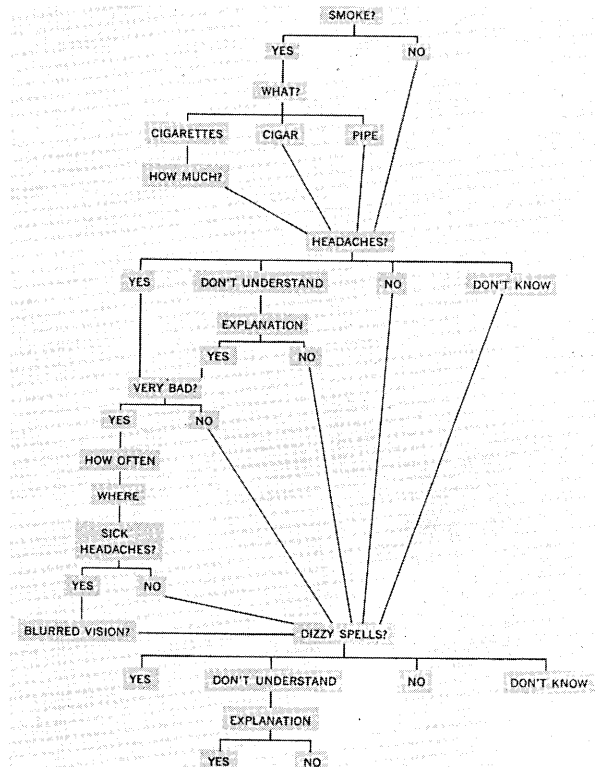 SMOKE?
YES NO
WHAT?
CIGARETTES CIGAR PIPE
HOW MUCH?
HEADACHES?
YES DON'T UNDERSTAND NO DON'T KNOW
EXPLANATION
YES NO
VERY BAD?
YES NO
HOW OFTEN
WHERE
SICK
HEADACHES?
YES NO
BLURRED VISION? DIZZY SPELLS?
YES DON'T UNDERSTAND NO DON'T KNOW
EXPLANATION
YES NO